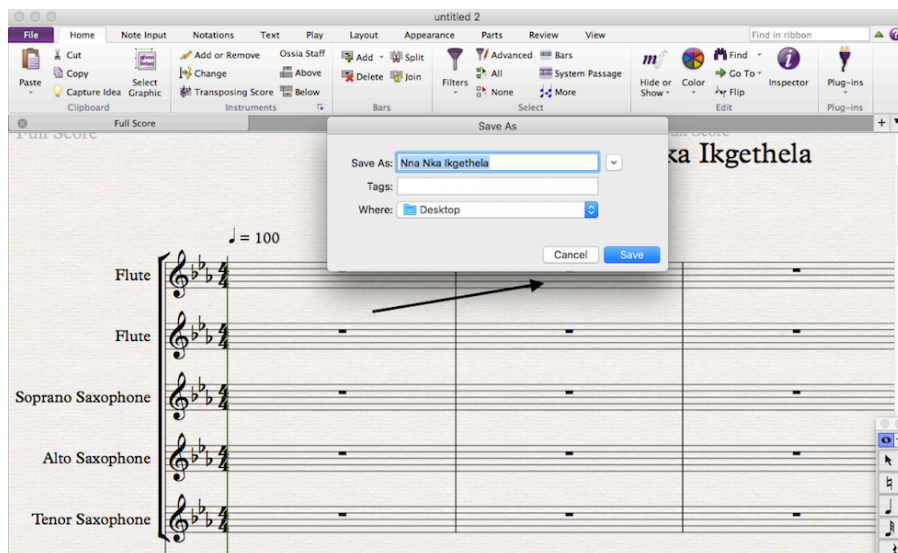 untitled 2
File Home Note Input Notations Text Play Layout Appearance Parts Review View Find in ribbon
Paste
Cut
Copy
Capture Idea
Select Graphic
Clipboard
Add or Remove
Change
Transposing Score
Ossia Staff
Above
Below
Instruments
Add Split
Delete Join
Bars
Filters
Advanced
All
None
Bars
System Passage
More
Select
Hide or Show
Color
Find
Go To
Flip
Inspector
Edit
Plug-ins
Plug-ins
Full Score
Full Score
Full Score
ka Ikgethela
Save As
Save As: Nna Nka Ikgethela
Tags:
Where: Desktop
Cancel Save
= 100
Flute
Flute
Soprano Saxophone
Alto Saxophone
Tenor Saxophone